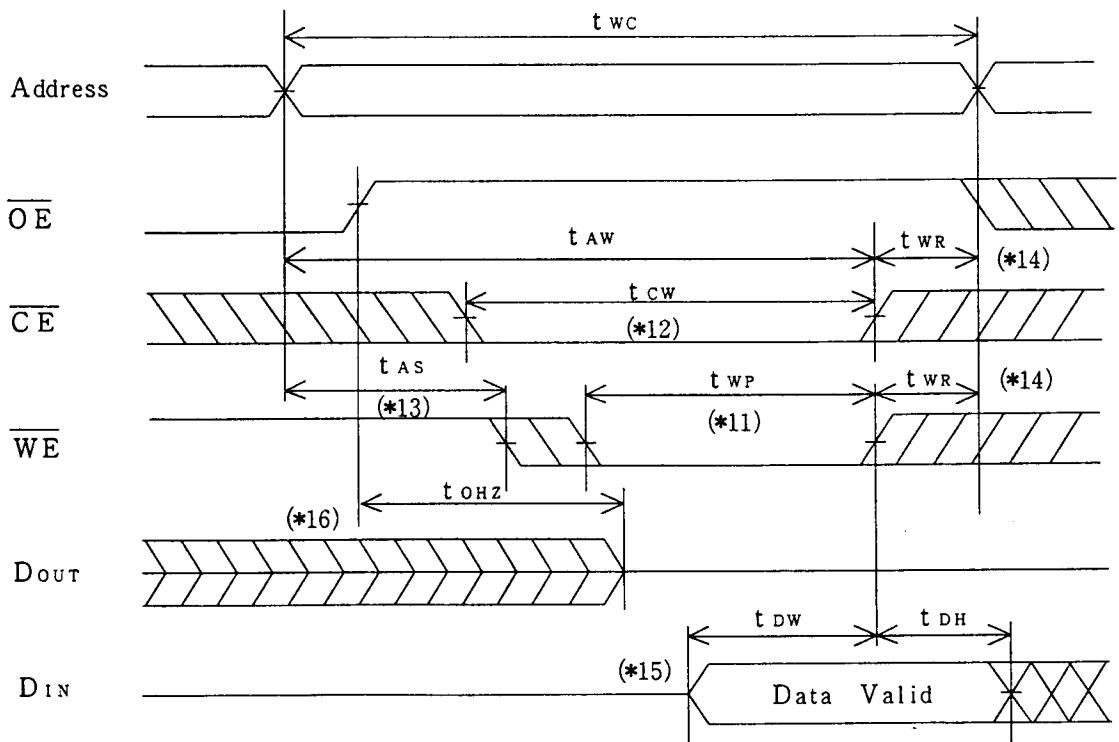 t WC
Address
OE
t AW
t WR
(*14)
CE
t CW
(*12)
t AS
(*13)
t WP
(*11)
t WR
(*14)
WE
t OHZ
(*16)
DOUT
t DW
t DH
(*15)
DIN
Data Valid